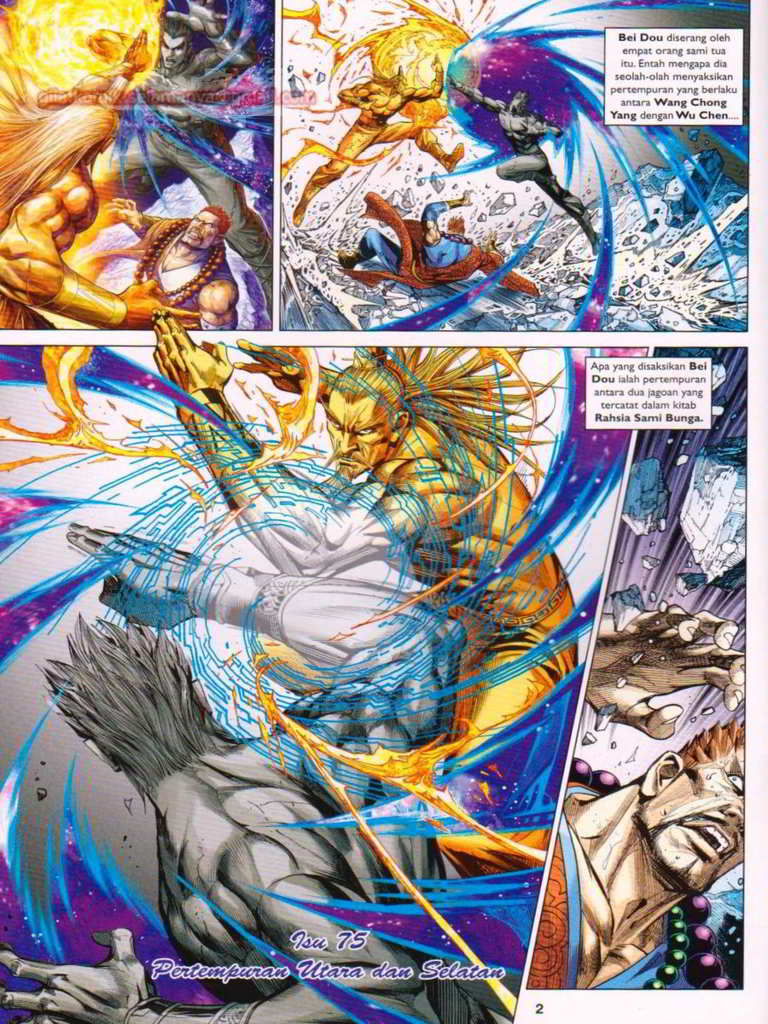 Bei Dou diserang oleh
empat orang sami tua
itu. Entah mengapa dia
seolah-olah menyaksikan
pertempuran yang berlaku
antara Wang Chong
Yang dengan Wu Chen....
Apa yang disaksikan Bei
Dou ialah pertempuran
antara dua jagoan yang
tercatat dalam kitab
Rahsia Sami Bunga.
Isu 75
Pertempuran Utara dan Selatan
2